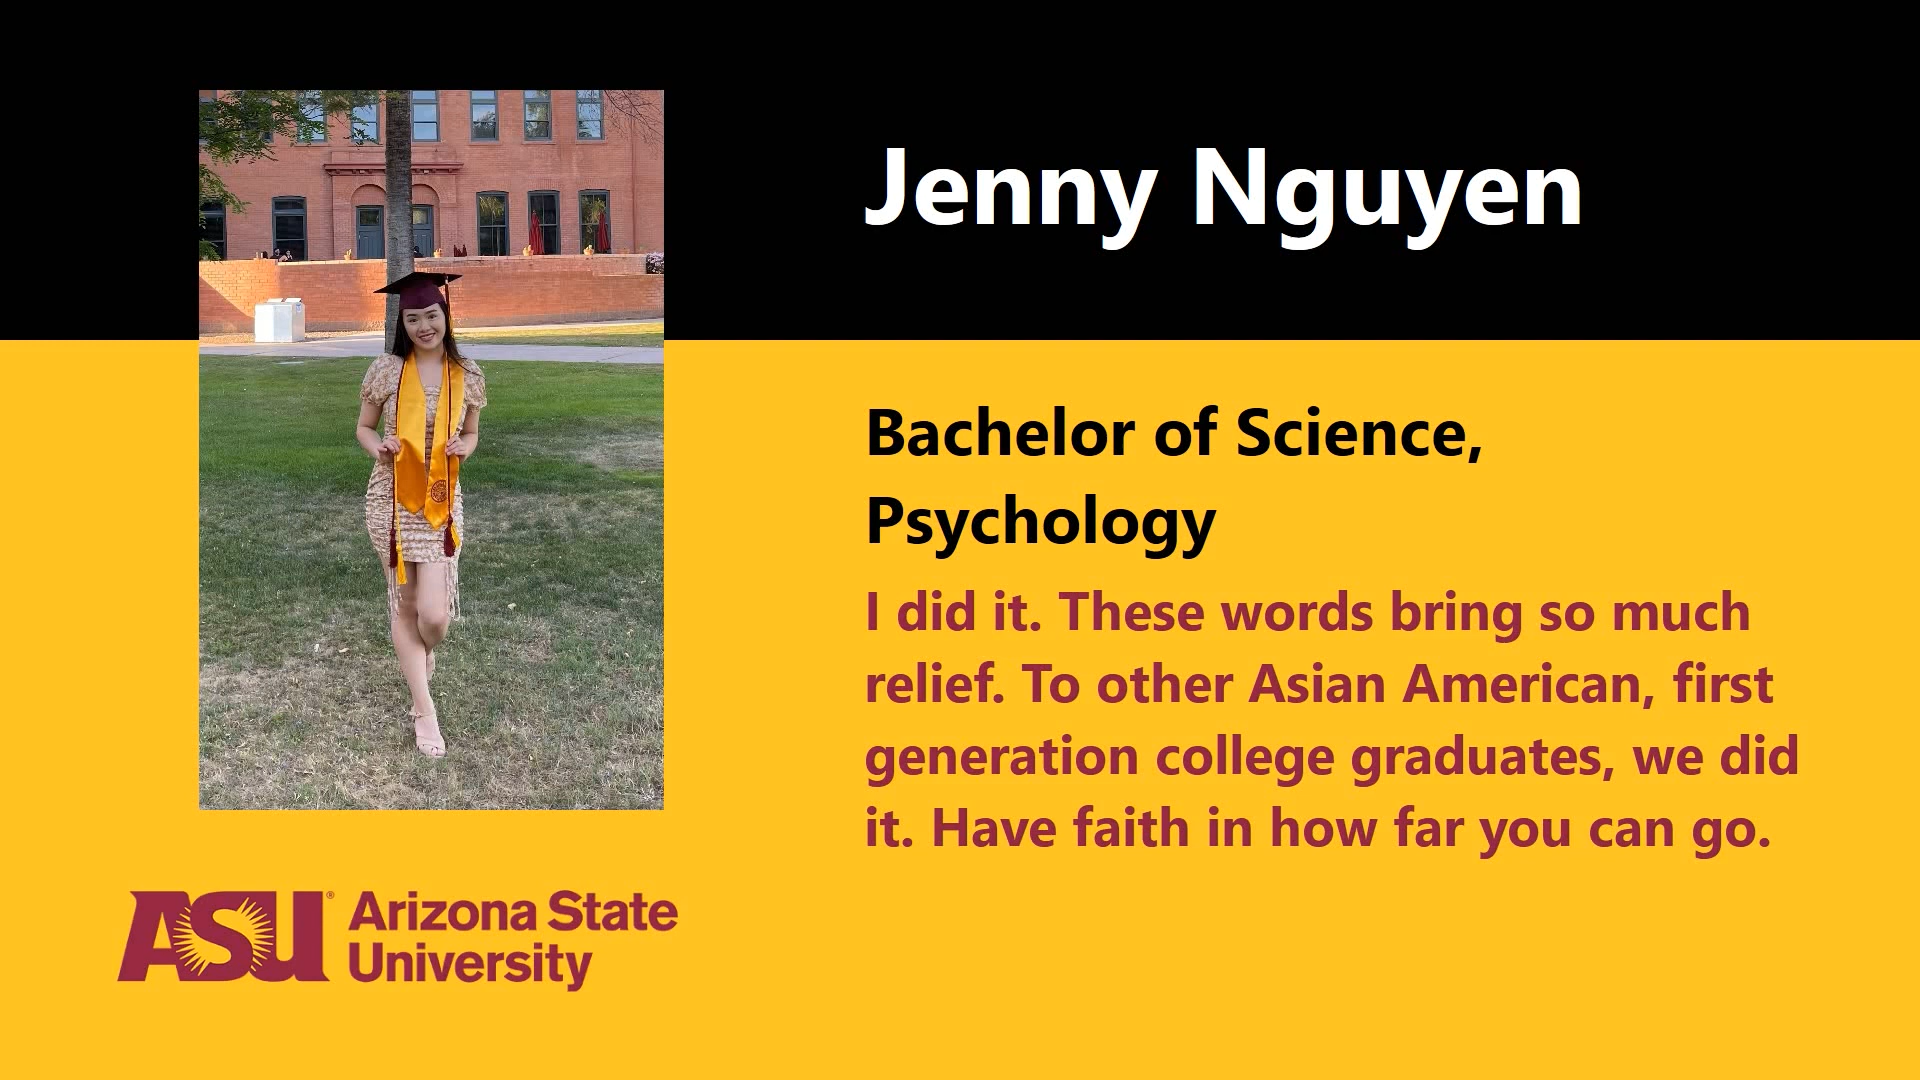 Jenny Nguyen
Bachelor of Science,
Psychology
I did it. These words bring so much
relief. To other Asian American, first
generation college graduates, we did
it. Have faith in how far you can go.
ASU® Arizona State
University